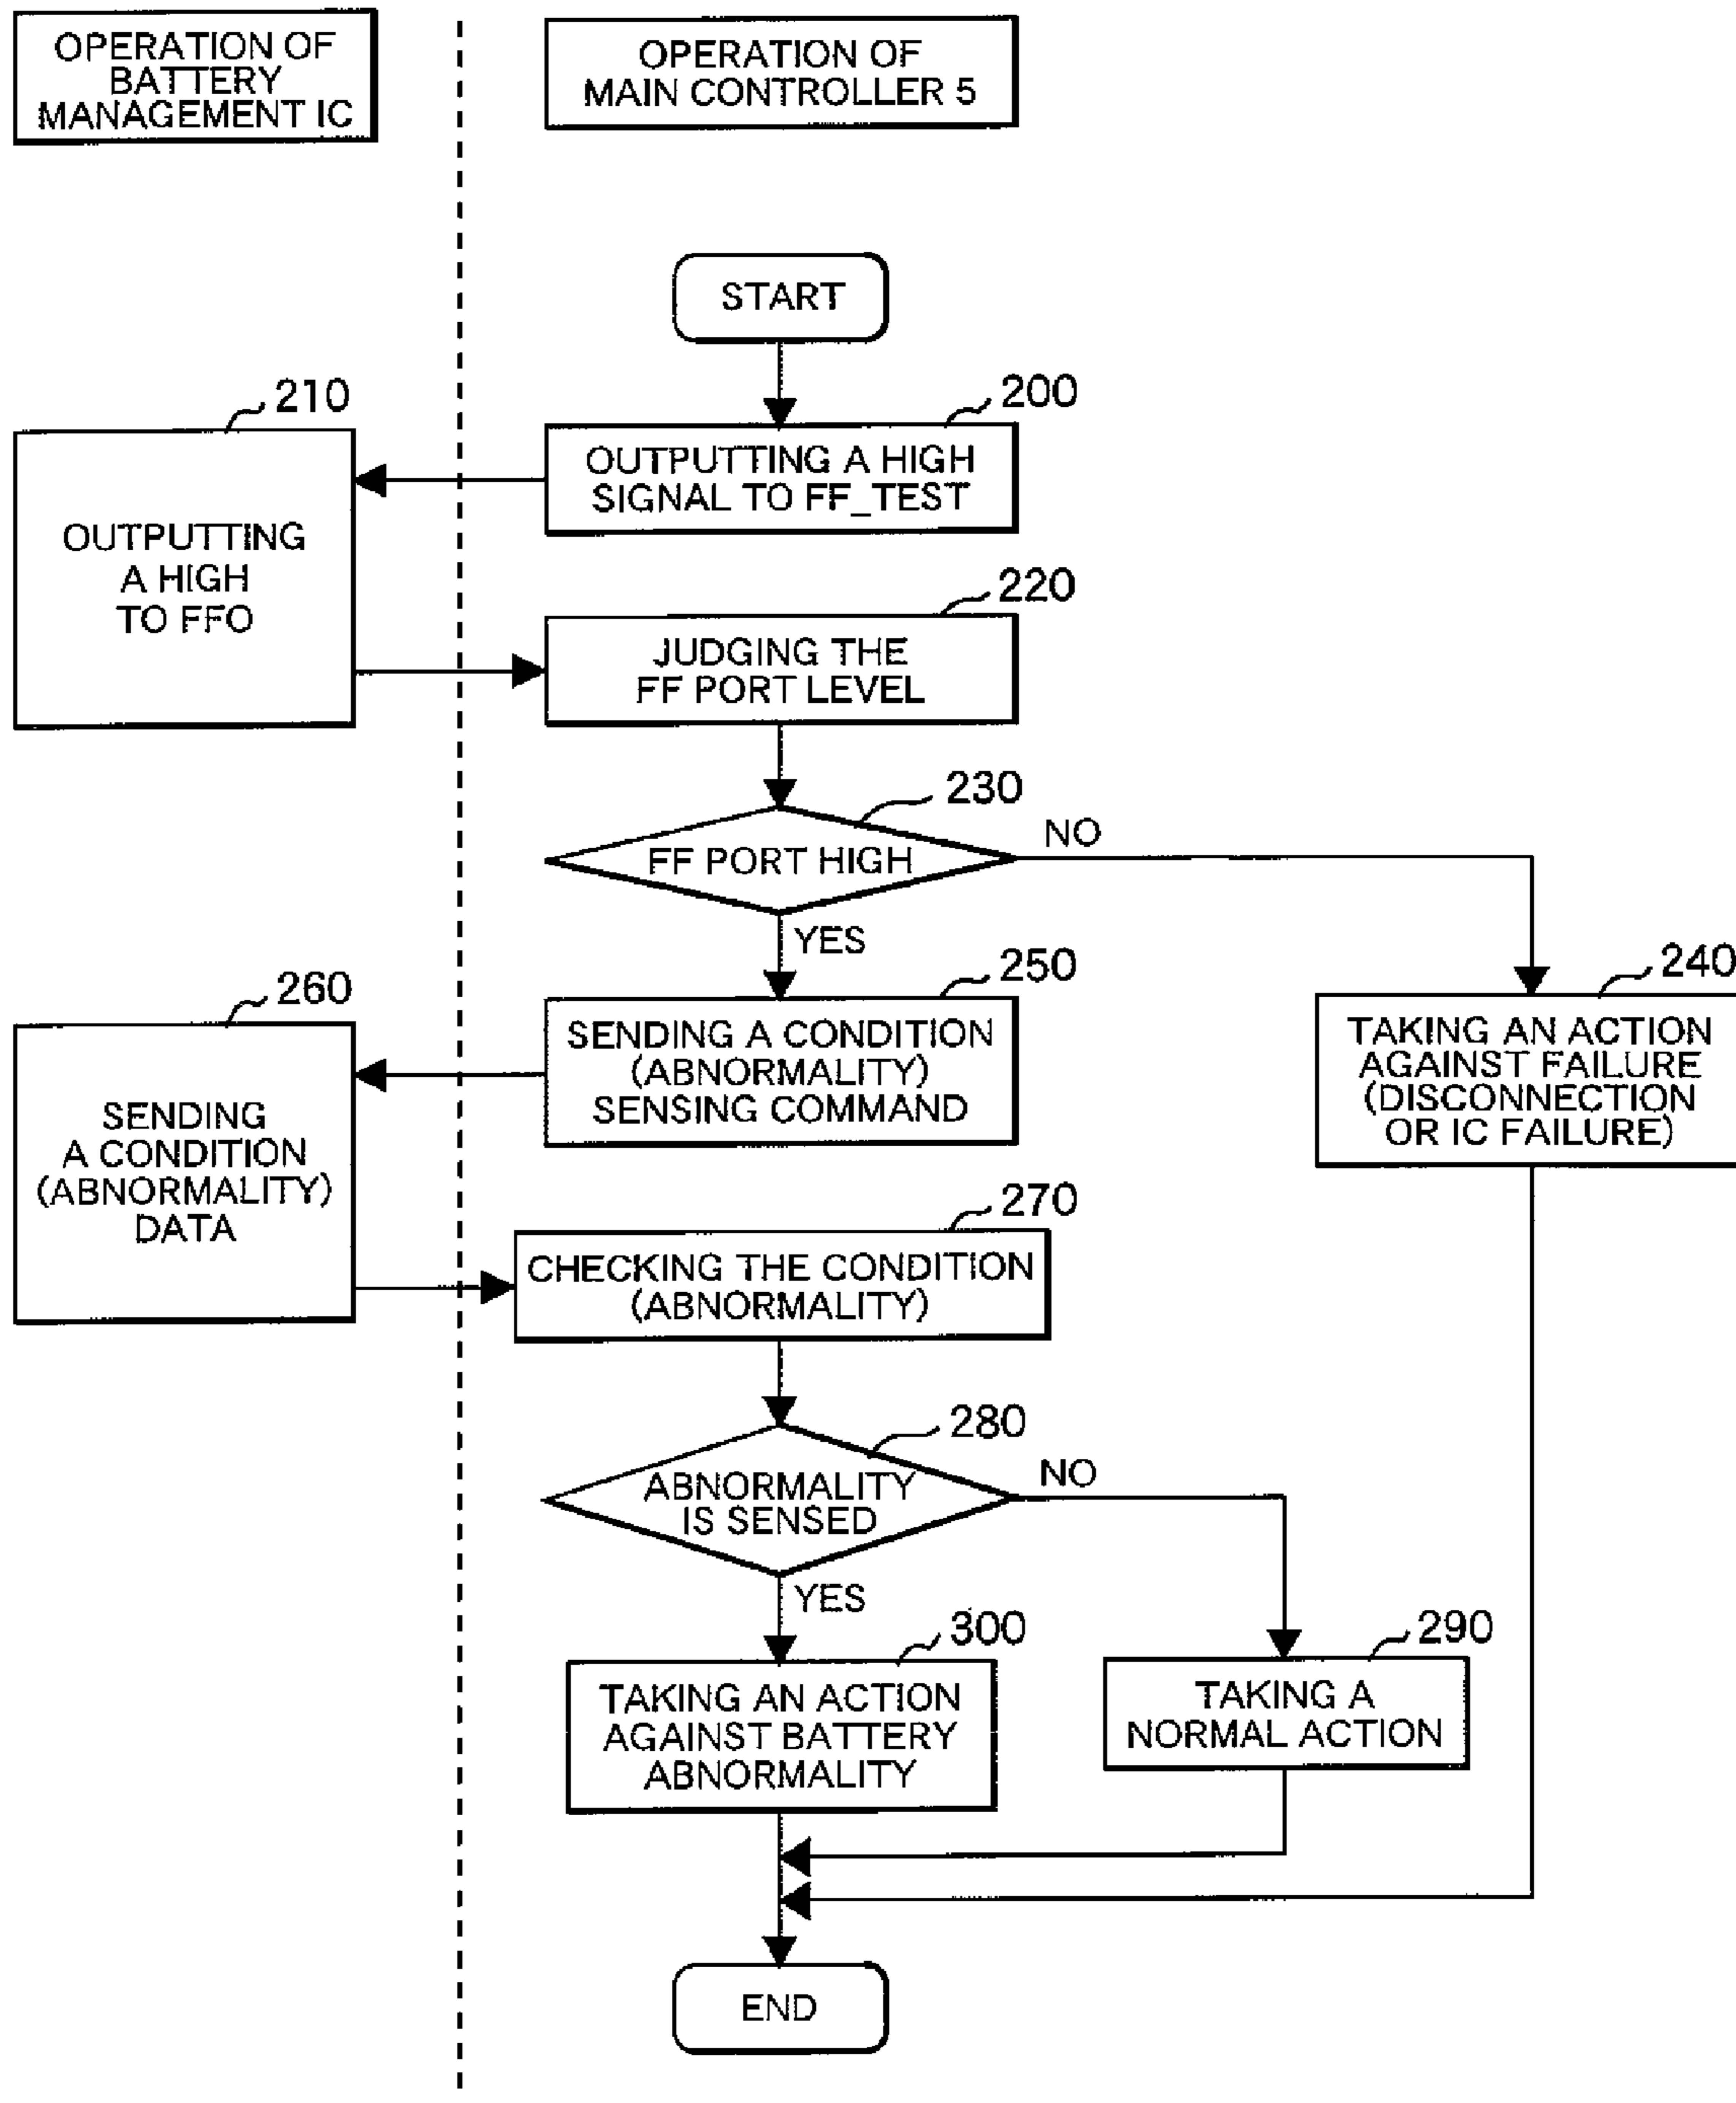 OPERATION OF
BATTERY
MANAGEMENT IC
OPERATION OF
MAIN CONTROLLER 5
START
210
200
OUTPUTTING A HIGH
SIGNAL TO FF_TEST
OUTPUTTING
A HIGH
TO FFO
220
JUDGING THE
FF PORT LEVEL
230
FF PORT HIGH
NO
YES
240
TAKING AN ACTION
AGAINST FAILURE
(DISCONNECTION
OR IC FAILURE)
250
SENDING A CONDITION
(ABNORMALITY)
SENSING COMMAND
260
SENDING
A CONDITION
(ABNORMALITY)
DATA
270
CHECKING THE CONDITION
(ABNORMALITY)
280
ABNORMALITY
IS SENSED
NO
YES
300
TAKING AN ACTION
AGAINST BATTERY
ABNORMALITY
290
TAKING A
NORMAL ACTION
END